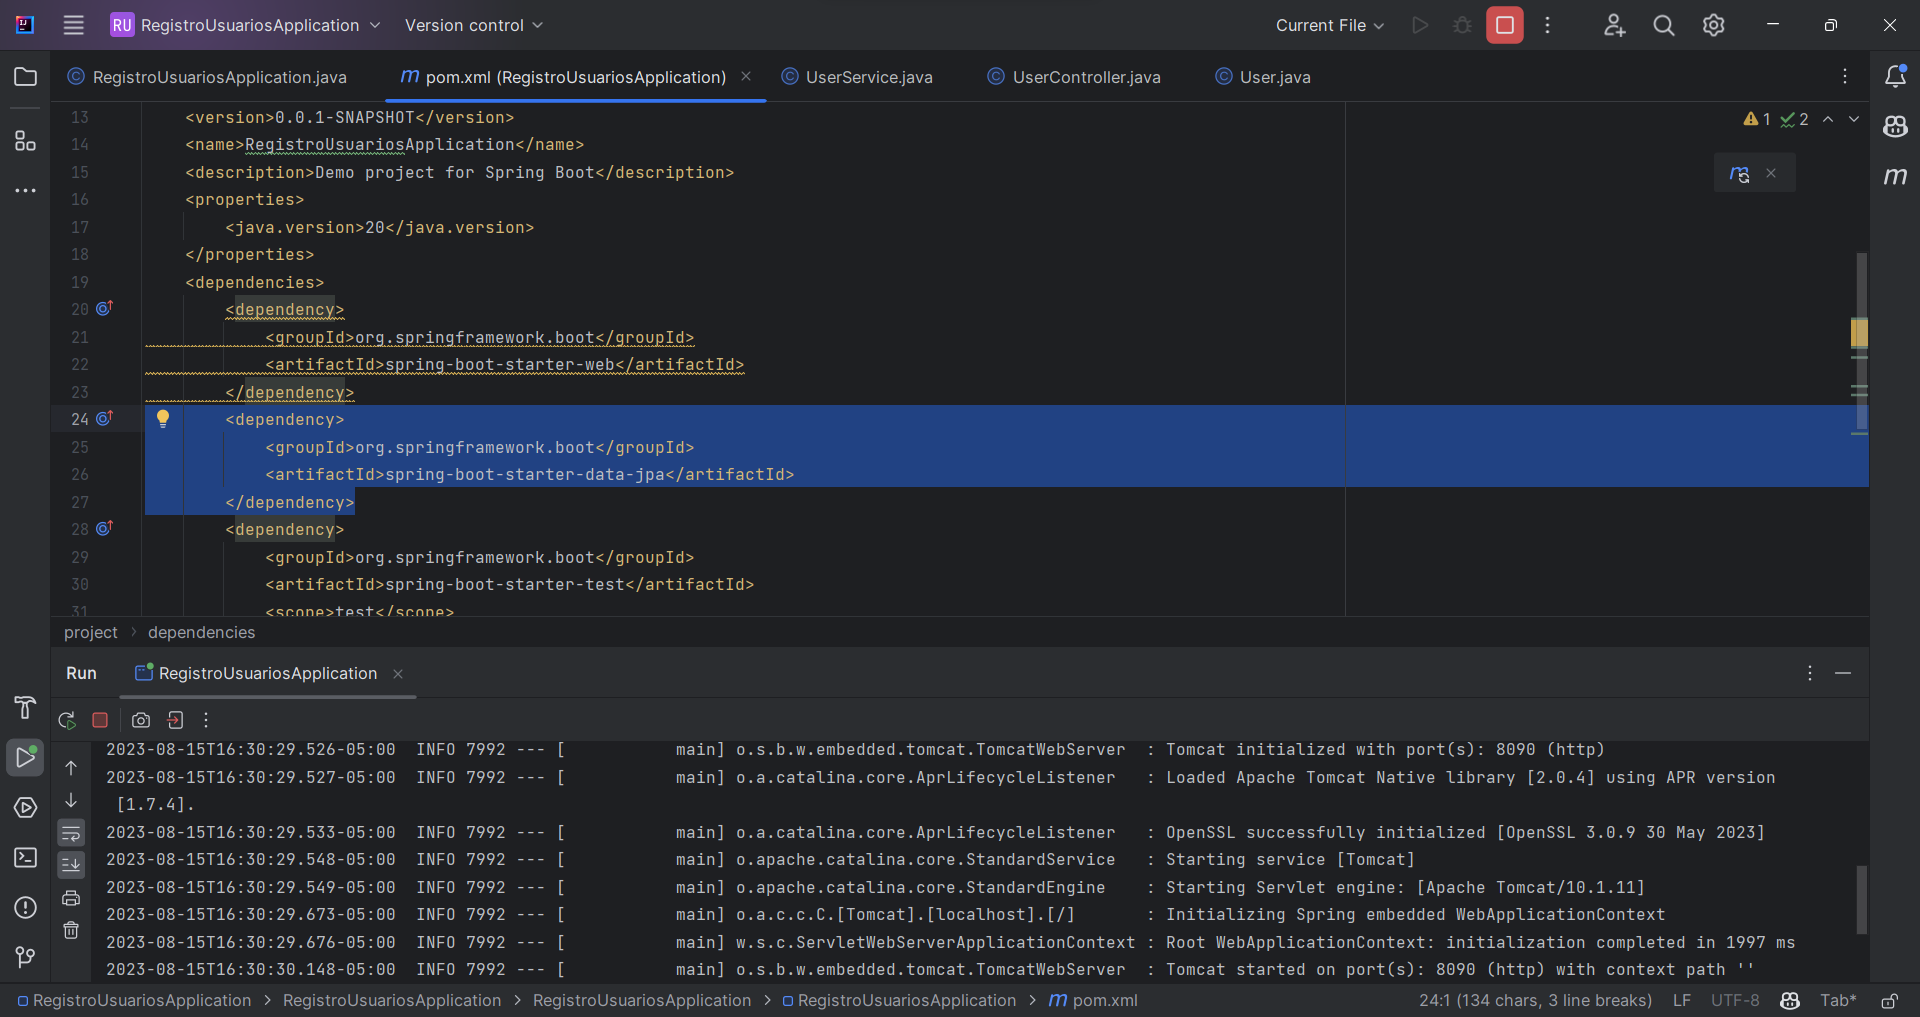 RU RegistroUsuariosApplication Version control Current File
RegistroUsuariosApplication.java m pom.xml (RegistroUsuariosApplication) UserService.java UserController.java User.java
13 <version>0.0.1-SNAPSHOT</version>
14 <name>RegistroUsuariosApplication</name>
15 <description>Demo project for Spring Boot</description>
16 <properties>
17 <java.version>20</java.version>
18 </properties>
19 <dependencies>
20 <dependency>
21 <groupId>org.springframework.boot</groupId>
22 <artifactId>spring-boot-starter-web</artifactId>
23 </dependency>
24 <dependency>
25 <groupId>org.springframework.boot</groupId>
26 <artifactId>spring-boot-starter-data-jpa</artifactId>
27 </dependency>
28 <dependency>
29 <groupId>org.springframework.boot</groupId>
30 <artifactId>spring-boot-starter-test</artifactId>
31 <scope>test</scope>
1 2
project > dependencies
Run RegistroUsuariosApplication
2023-08-15T16:30:29.526-05:00 INFO 7992 --- [ main] o.s.b.w.embedded.tomcat.TomcatWebServer : Tomcat initialized with port(s): 8090 (http)
2023-08-15T16:30:29.527-05:00 INFO 7992 --- [ main] o.a.catalina.core.AprLifecycleListener : Loaded Apache Tomcat Native library [2.0.4] using APR version
[1.7.4].
2023-08-15T16:30:29.533-05:00 INFO 7992 --- [ main] o.a.catalina.core.AprLifecycleListener : OpenSSL successfully initialized [OpenSSL 3.0.9 30 May 2023]
2023-08-15T16:30:29.548-05:00 INFO 7992 --- [ main] o.apache.catalina.core.StandardService : Starting service [Tomcat]
2023-08-15T16:30:29.549-05:00 INFO 7992 --- [ main] o.apache.catalina.core.StandardEngine : Starting Servlet engine: [Apache Tomcat/10.1.11]
2023-08-15T16:30:29.673-05:00 INFO 7992 --- [ main] o.a.c.c.C.[Tomcat].[localhost].[/] : Initializing Spring embedded WebApplicationContext
2023-08-15T16:30:29.676-05:00 INFO 7992 --- [ main] w.s.c.ServletWebServerApplicationContext : Root WebApplicationContext: initialization completed in 1997 ms
2023-08-15T16:30:30.148-05:00 INFO 7992 --- [ main] o.s.b.w.embedded.tomcat.TomcatWebServer : Tomcat started on port(s): 8090 (http) with context path ''
RegistroUsuariosApplication > RegistroUsuariosApplication > RegistroUsuariosApplication > RegistroUsuariosApplication > m pom.xml 24:1 (134 chars, 3 line breaks) LF UTF-8 Tab*